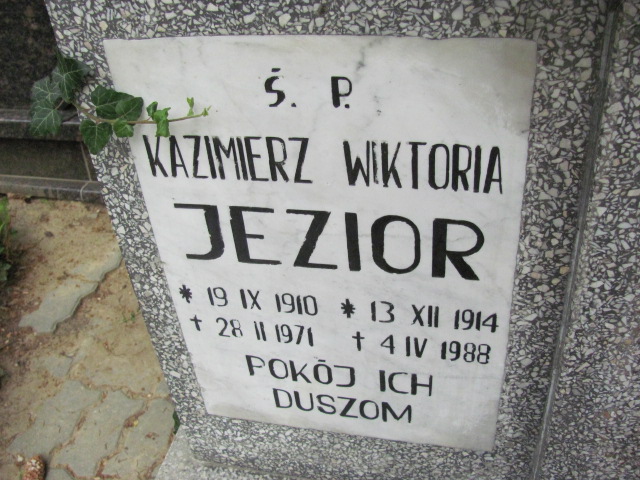 Ś. P.
KAZIMIERZ WIKTORIA
JEZIOR
* 19 IX 1910 * 13 XII 1914
† 28 II 1971 † 4 IV 1988
POKÓJ ICH
DUSZOM